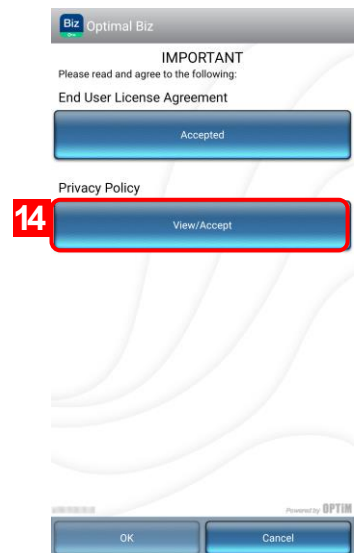 Biz
Optimal Biz
IMPORTANT
Please read and agree to the following:
End User License Agreement
Accepted
Privacy Policy
14
View/Accept
Powered by OPTiM
OK
Cancel